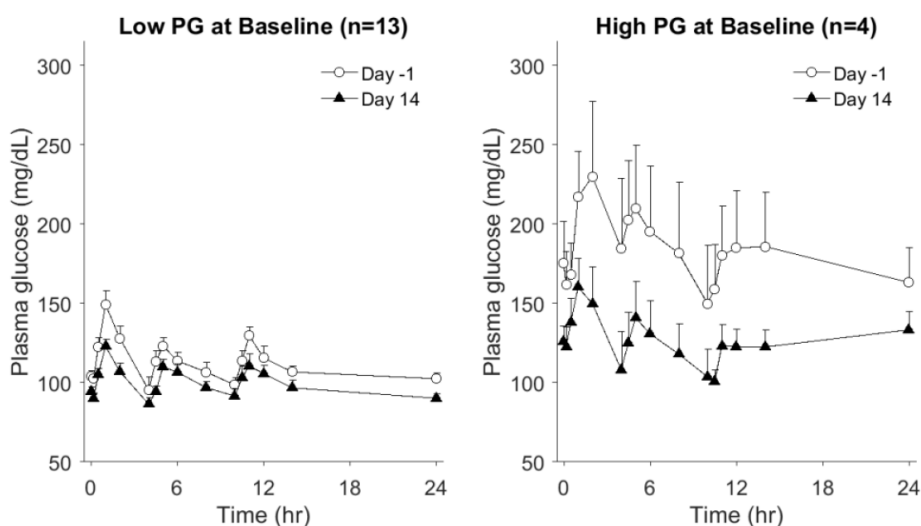 Low PG at Baseline (n=13)
300
250
200
150
100
50
Plasma glucose (mg/dL)
Day -1
Day 14
0
6
12
18
24
Time (hr)
High PG at Baseline (n=4)
300
250
200
150
100
50
Plasma glucose (mg/dL)
Day -1
Day 14
0
6
12
18
24
Time (hr)